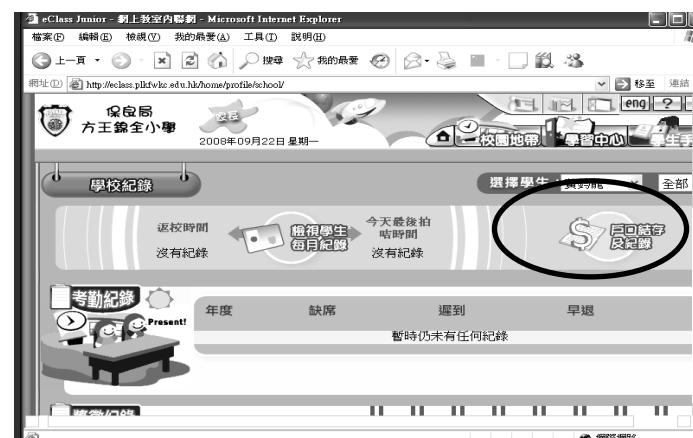 eClass Junior - 網上教室內聯網 - Microsoft Internet Explorer
檔案(F) 編輯(E) 檢視(V) 我的最愛(A) 工具(T) 說明(H)
上一頁 搜尋 我的最愛
網址(D) http://eclass.plkfwkc.edu.hk/home/profile/school/ 移至 連結
保良局
方王錦全小學
家長
2008年09月22日 星期一
eng ?
校園地帶 學習中心
學校紀錄
選擇學生: 全部
返校時間
沒有紀錄
檢視學生
每月紀錄
今天最後拍
咭時間
沒有紀錄
戶口結存
及紀錄
考勤紀錄
Present!
年度 缺席 遲到 早退
暫時仍未有任何紀錄